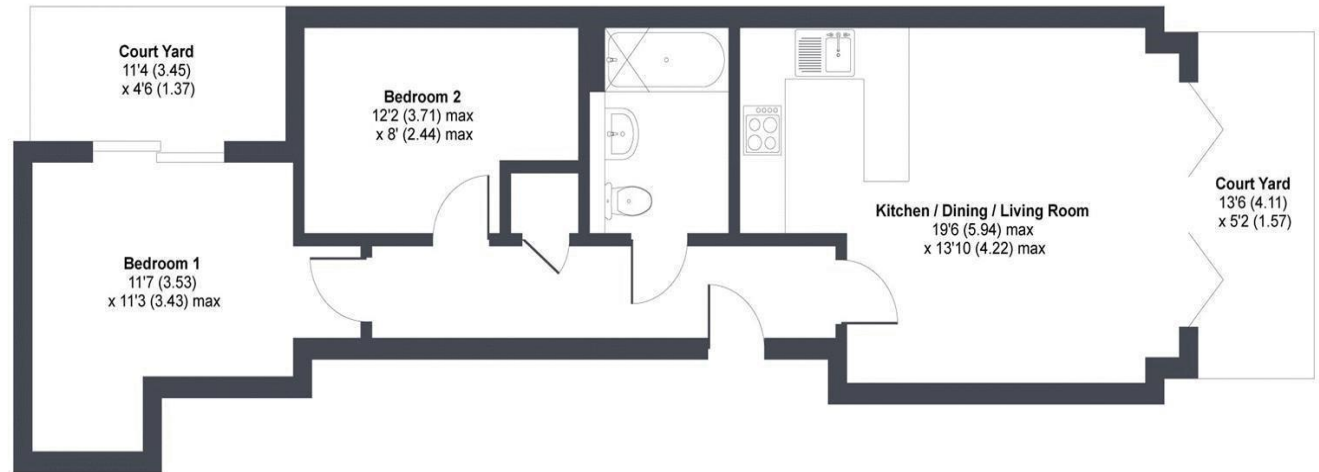 Court Yard
11'4 (3.45)
x 4'6 (1.37)
Bedroom 2
12'2 (3.71) max
x 8' (2.44) max
Kitchen / Dining / Living Room
19'6 (5.94) max
x 13'10 (4.22) max
Court Yard
13'6 (4.11)
x 5'2 (1.57)
Bedroom 1
11'7 (3.53)
x 11'3 (3.43) max